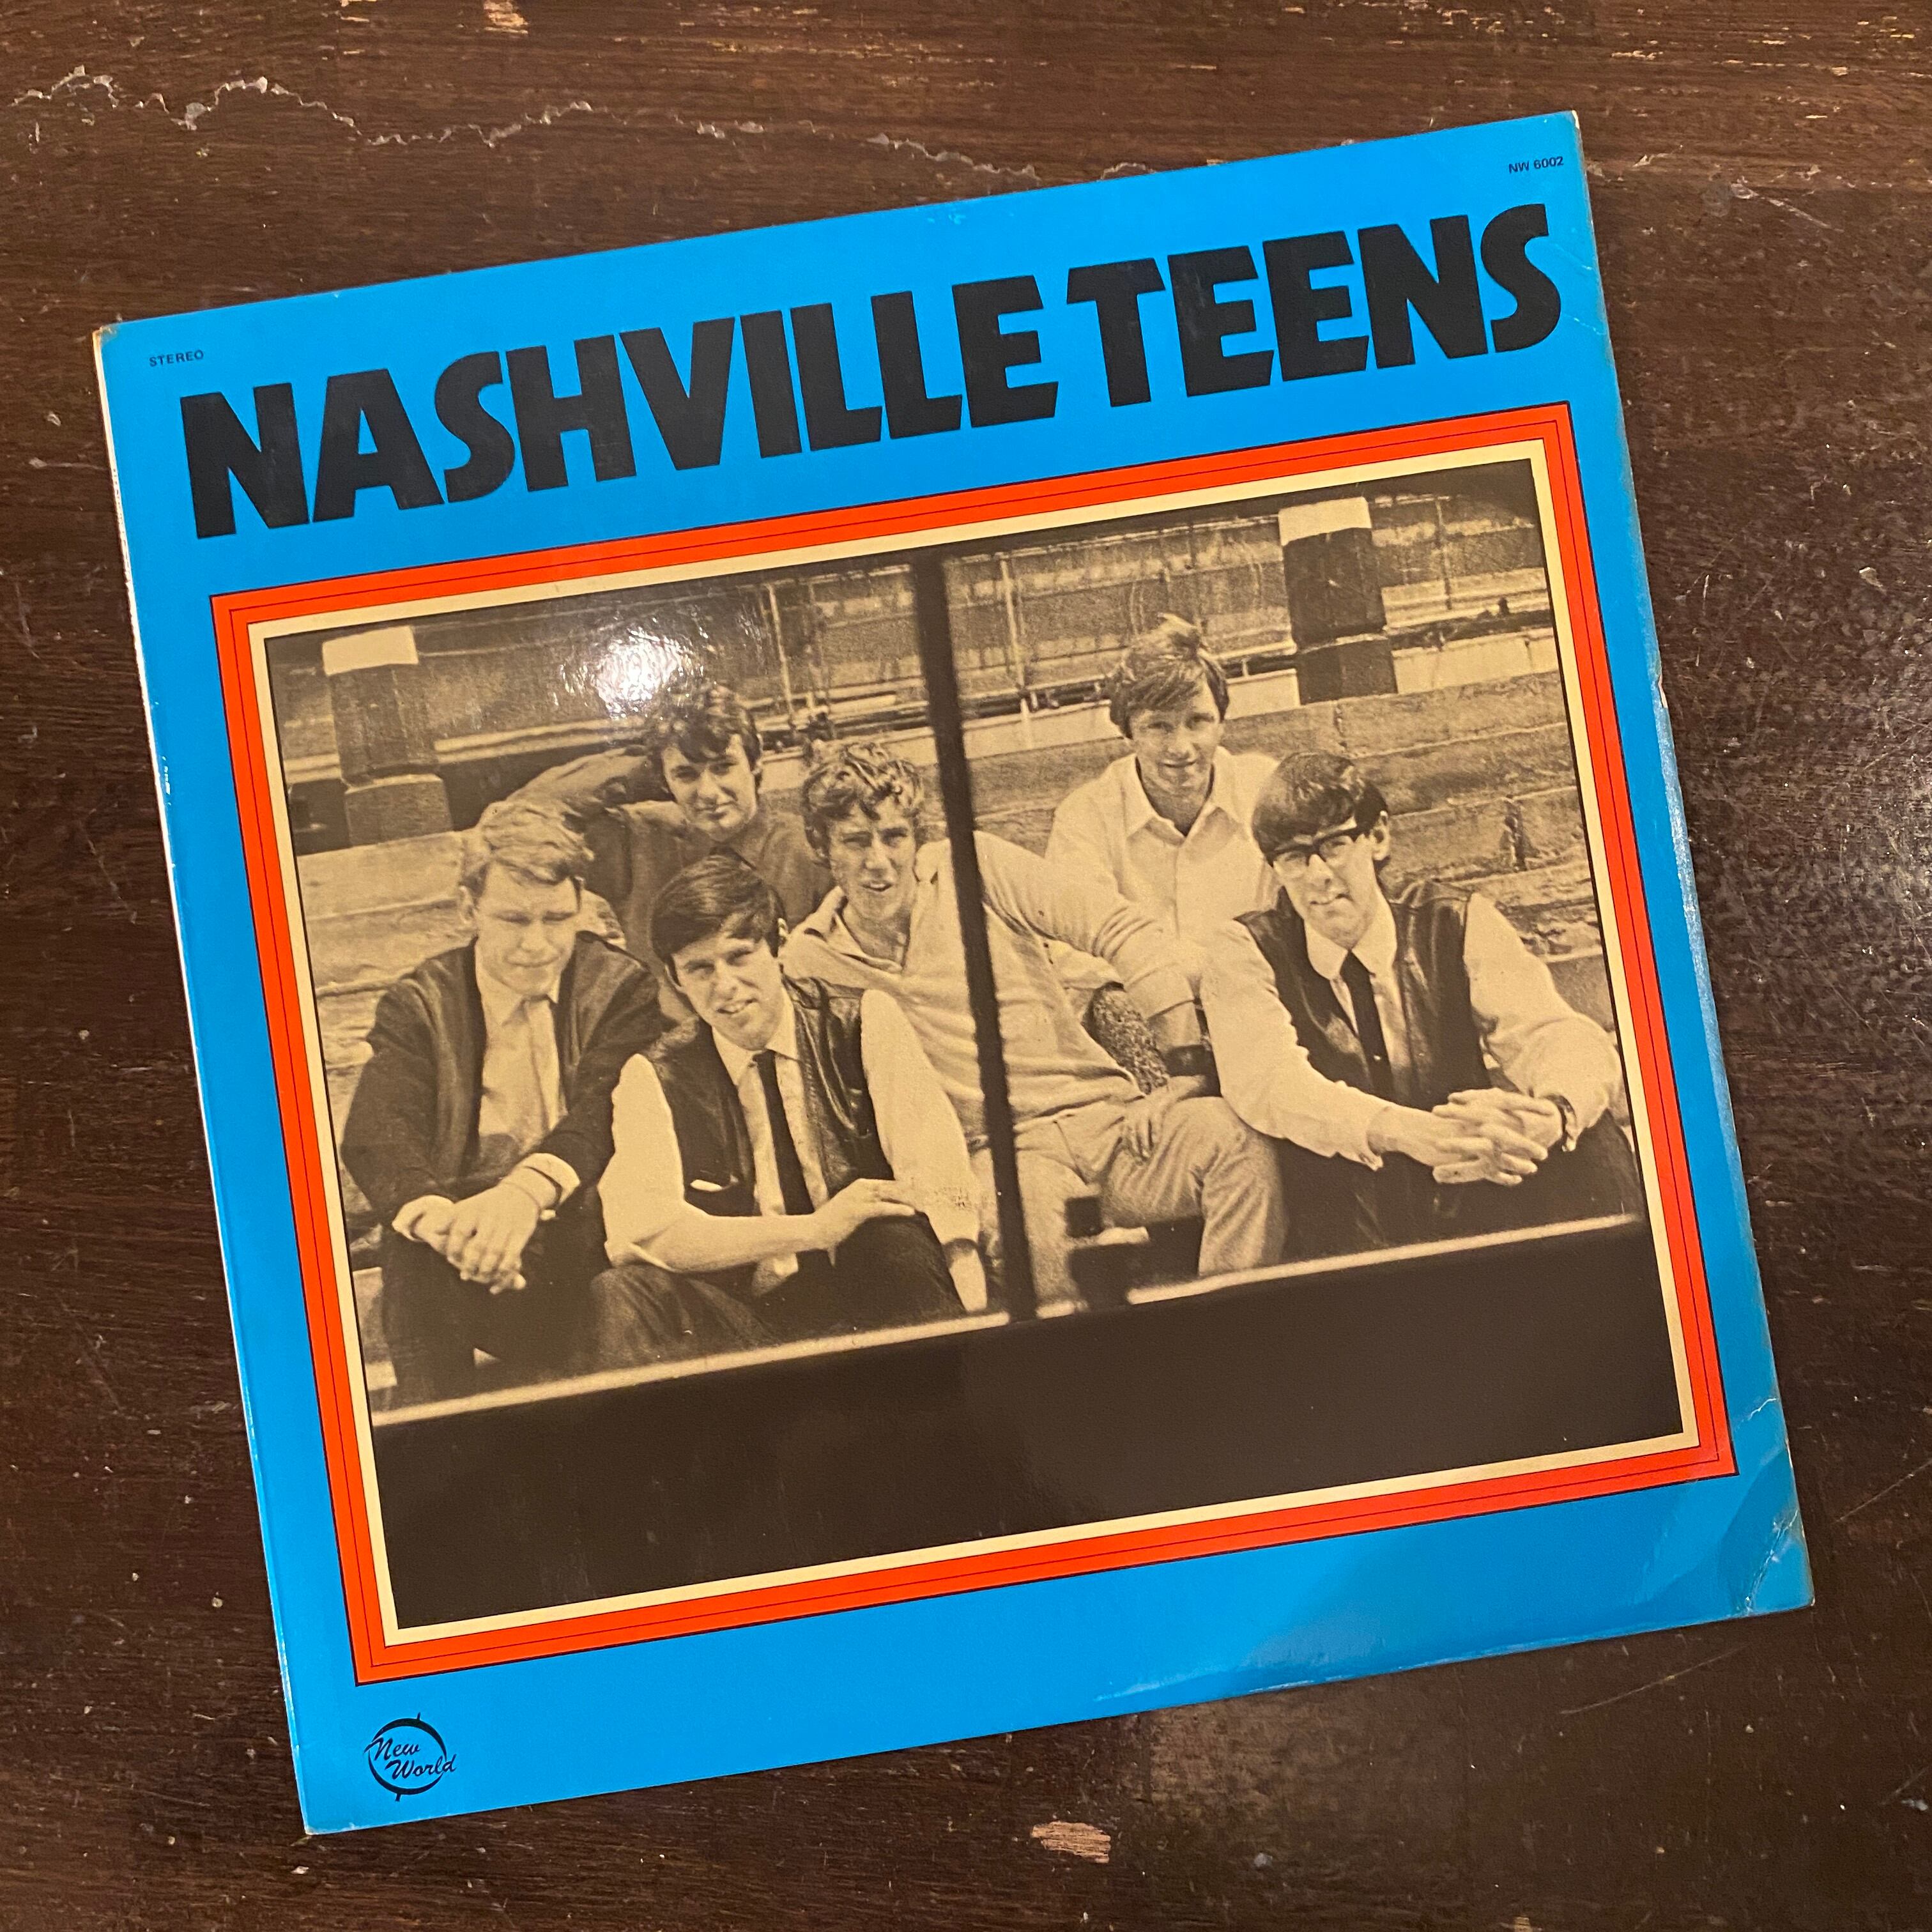 NW 6002
STEREO
NASHVILLE TEENS
New
World